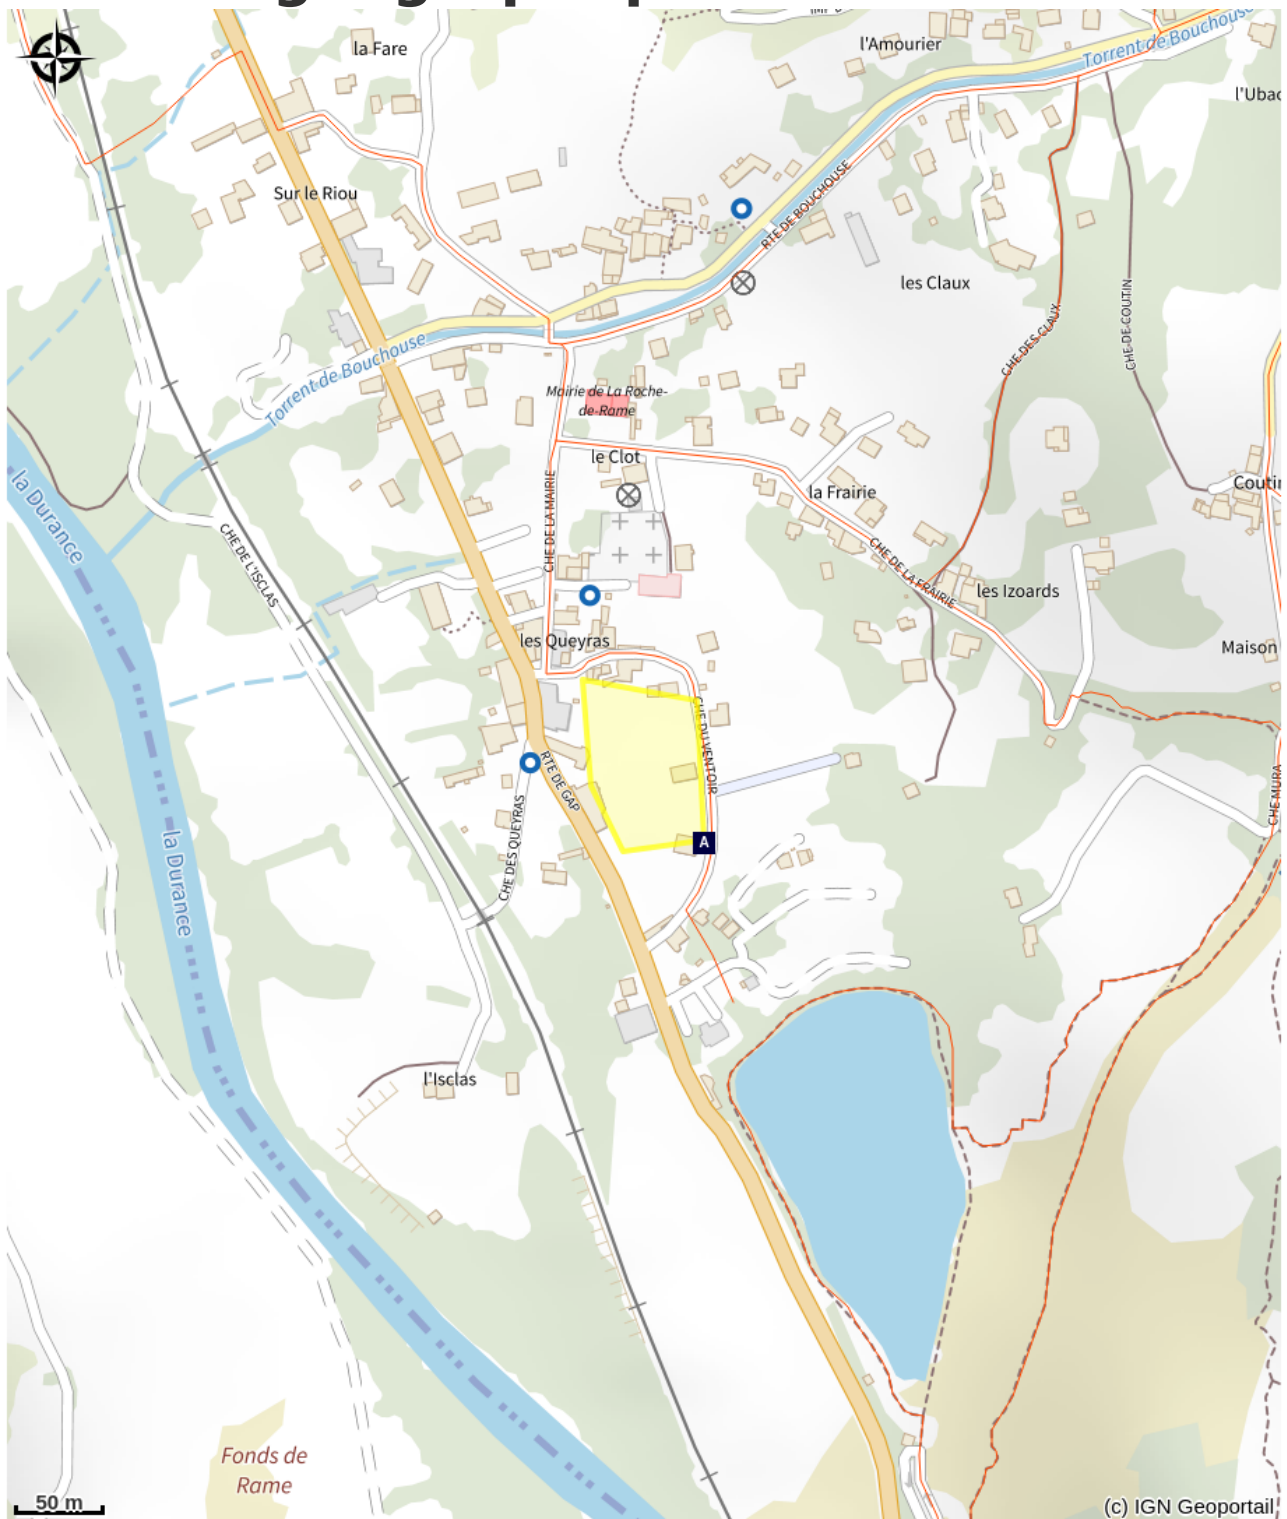 la Fare
l'Amourier
Torrent de Bouchouse
l'Ubac
Sur le Riou
RTE DE BOUCHOUSE
les Claux
CHE DES CLAUX
CHE DE COUTIN
Torrent de Bouchouse
Mairie de La Roche-
de-Rame
le Clot
la Frairie
Coutin
la Durance
CHE DE L'ISCLAS
CHE DE LA MAIRIE
CHE DE LA FRAIRIE
les Izoards
les Queyras
Maison
CHE DU VENTOIR
RTE DE GAP
CHE DES QUEYRAS
CHE MURA
A
la Durance
l'Isclas
Fonds de
Rame
50 m
(c) IGN Geoportail